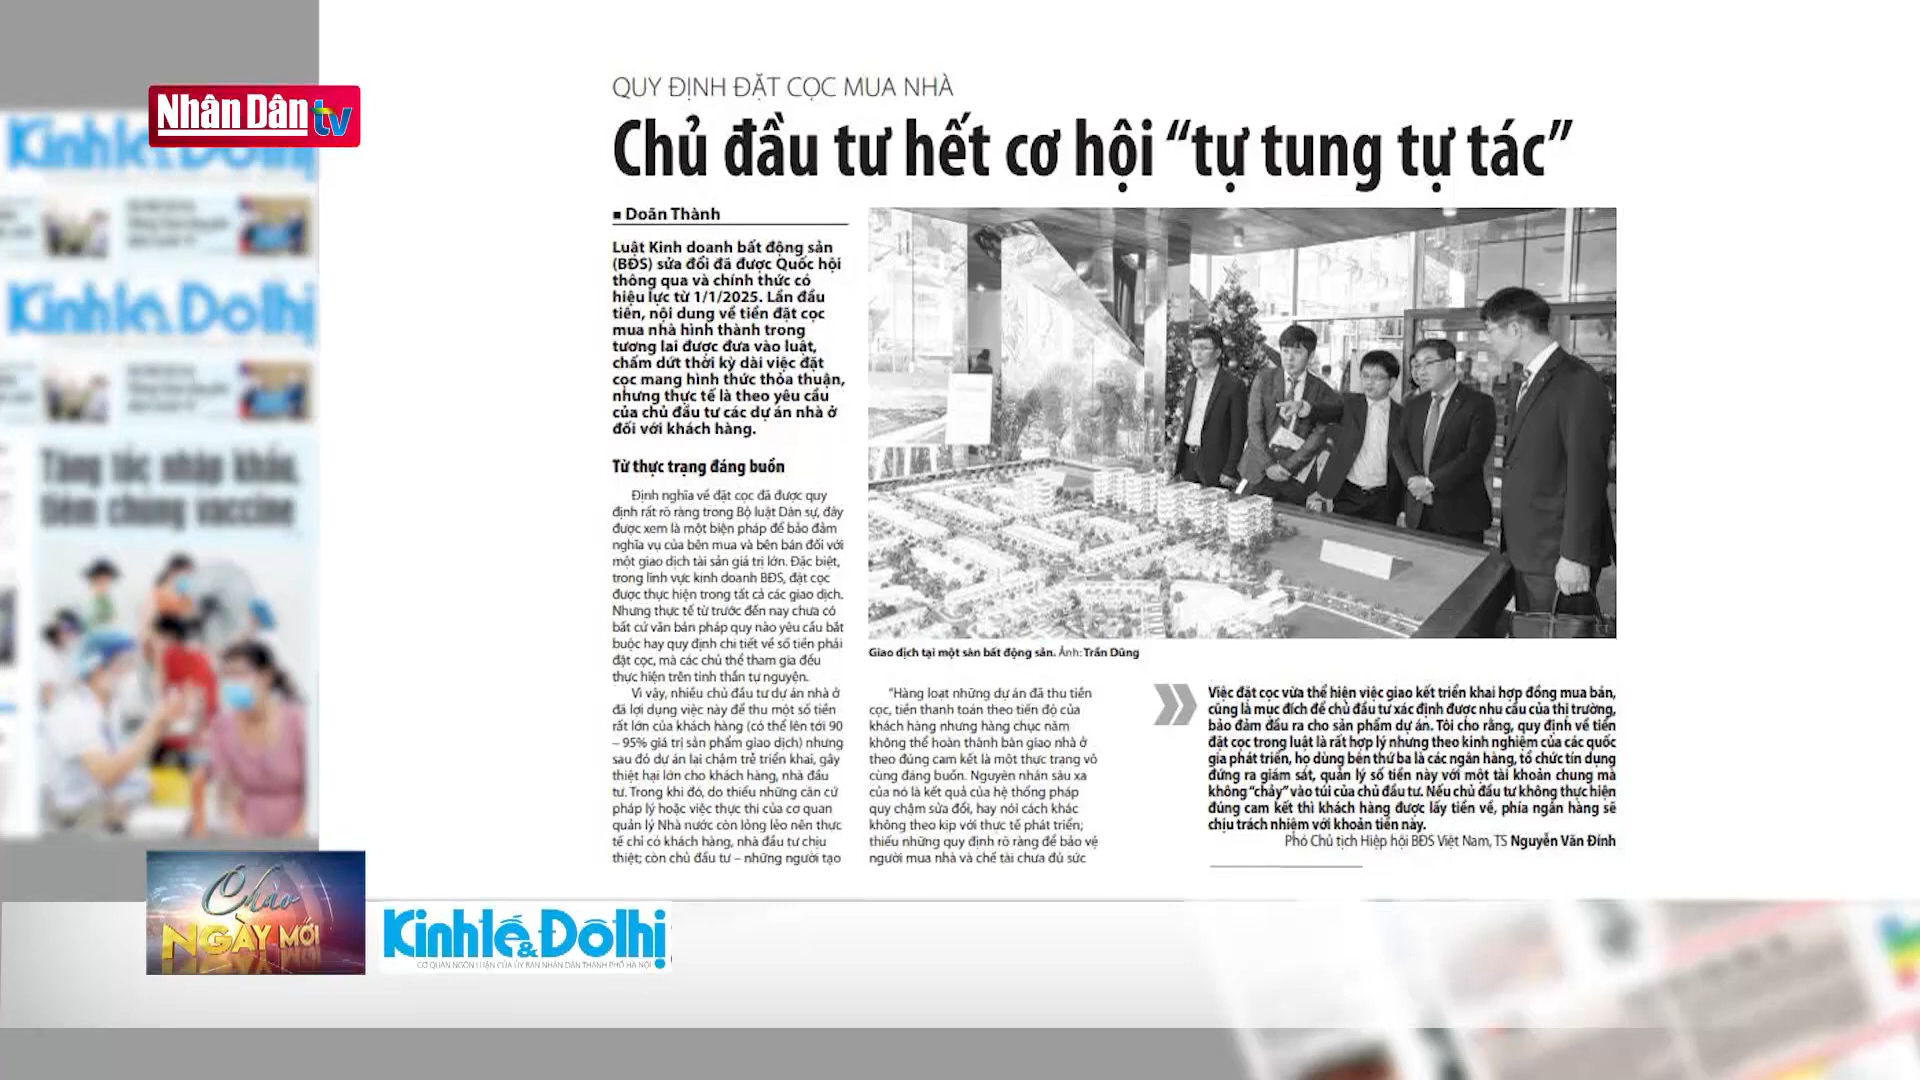 Nhân Dân tv
Kinhtế & Đôthị
Kinhtế & Đôthị
Tăng tốc nhập khẩu,
tiêm chủng vaccine
QUY ĐỊNH ĐẶT CỌC MUA NHÀ
Chủ đầu tư hết cơ hội “tự tung tự tác”
■ Doãn Thành
Luật Kinh doanh bất động sản
(BĐS) sửa đổi đã được Quốc hội
thông qua và chính thức có
hiệu lực từ 1/1/2025. Lần đầu
tiên, nội dung về tiền đặt cọc
mua nhà hình thành trong
tương lai được đưa vào luật,
chấm dứt thời kỳ dài việc đặt
cọc mang hình thức thỏa thuận,
nhưng thực tế là theo yêu cầu
của chủ đầu tư các dự án nhà ở
đối với khách hàng.
Từ thực trạng đáng buồn
Định nghĩa về đặt cọc đã được quy
định rất rõ ràng trong Bộ luật Dân sự, đây
được xem là một biện pháp để bảo đảm
nghĩa vụ của bên mua và bên bán đối với
một giao dịch tài sản giá trị lớn. Đặc biệt,
trong lĩnh vực kinh doanh BĐS, đặt cọc
được thực hiện trong tất cả các giao dịch.
Nhưng thực tế từ trước đến nay chưa có
bất cứ văn bản pháp quy nào yêu cầu bắt
buộc hay quy định chi tiết về số tiền phải
đặt cọc, mà các chủ thể tham gia đều
thực hiện trên tinh thần tự nguyện.
Vì vậy, nhiều chủ đầu tư dự án nhà ở
đã lợi dụng việc này để thu một số tiền
rất lớn của khách hàng (có thể lên tới 90
– 95% giá trị sản phẩm giao dịch) nhưng
sau đó dự án lại chậm trễ triển khai, gây
thiệt hại lớn cho khách hàng, nhà đầu
tư. Trong khi đó, do thiếu những căn cứ
pháp lý hoặc việc thực thi của cơ quan
quản lý Nhà nước còn lỏng lẻo nên thực
tế chỉ có khách hàng, nhà đầu tư chịu
thiệt; còn chủ đầu tư – những người tạo
Giao dịch tại một sàn bất động sản. Ảnh: Trần Dũng
“Hàng loạt những dự án đã thu tiền
cọc, tiền thanh toán theo tiến độ của
khách hàng nhưng hàng chục năm
không thể hoàn thành bàn giao nhà ở
theo đúng cam kết là một thực trạng vô
cùng đáng buồn. Nguyên nhân sâu xa
của nó là kết quả của hệ thống pháp
quy chậm sửa đổi, hay nói cách khác
không theo kịp với thực tế phát triển;
thiếu những quy định rõ ràng để bảo vệ
người mua nhà và chế tài chưa đủ sức
Việc đặt cọc vừa thể hiện việc giao kết triển khai hợp đồng mua bán,
cũng là mục đích để chủ đầu tư xác định được nhu cầu của thị trường,
bảo đảm đầu ra cho sản phẩm dự án. Tôi cho rằng, quy định về tiền
đặt cọc trong luật là rất hợp lý nhưng theo kinh nghiệm của các quốc
gia phát triển, họ dùng bên thứ ba là các ngân hàng, tổ chức tín dụng
đứng ra giám sát, quản lý số tiền này với một tài khoản chung mà
không “chảy” vào túi của chủ đầu tư. Nếu chủ đầu tư không thực hiện
đúng cam kết thì khách hàng được lấy tiền về, phía ngân hàng sẽ
chịu trách nhiệm với khoản tiền này.
Phó Chủ tịch Hiệp hội BĐS Việt Nam, TS Nguyễn Văn Đính
Chào
NGÀY MỚI
Kinhtế & Đôthị
CƠ QUAN NGÔN LUẬN CỦA ỦY BAN NHÂN DÂN THÀNH PHỐ HÀ NỘI